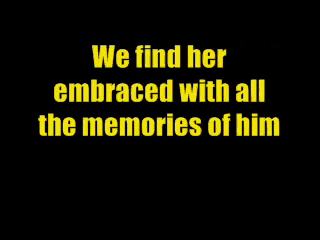 We find her
embraced with all
the memories of him